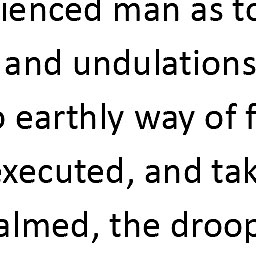 ienced man as to
and undulations
earthly way of f
executed, and tak
almed, the droop